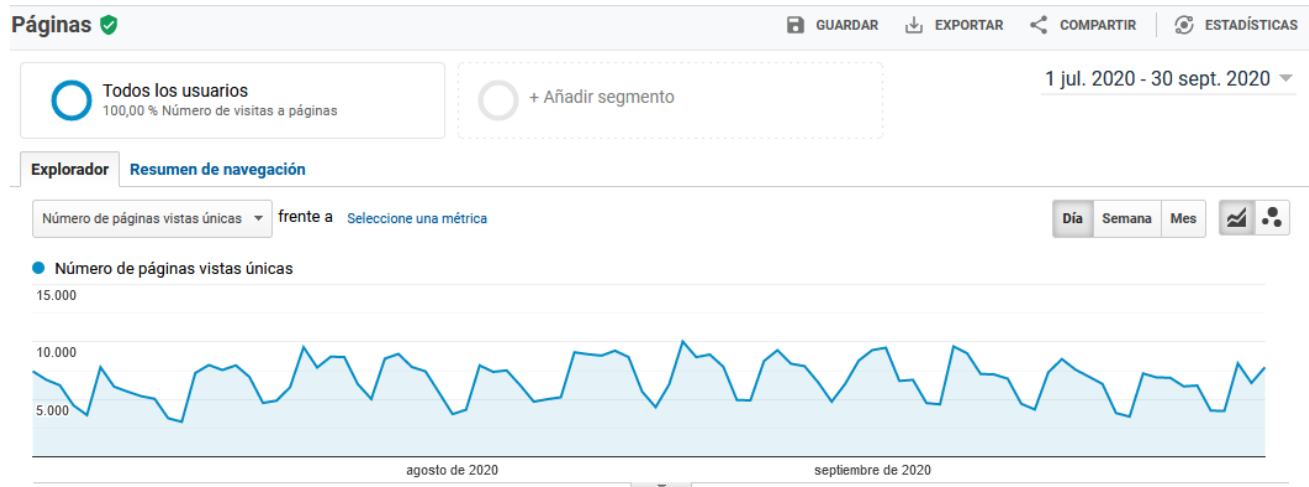 Páginas
GUARDAR
EXPORTAR
COMPARTIR
ESTADÍSTICAS
Todos los usuarios
100,00 % Número de visitas a páginas
+ Añadir segmento
1 jul. 2020 - 30 sept. 2020
Explorador
Resumen de navegación
Número de páginas vistas únicas
frente a
Seleccione una métrica
Día
Semana
Mes
Número de páginas vistas únicas
15.000
10.000
5.000
agosto de 2020
septiembre de 2020